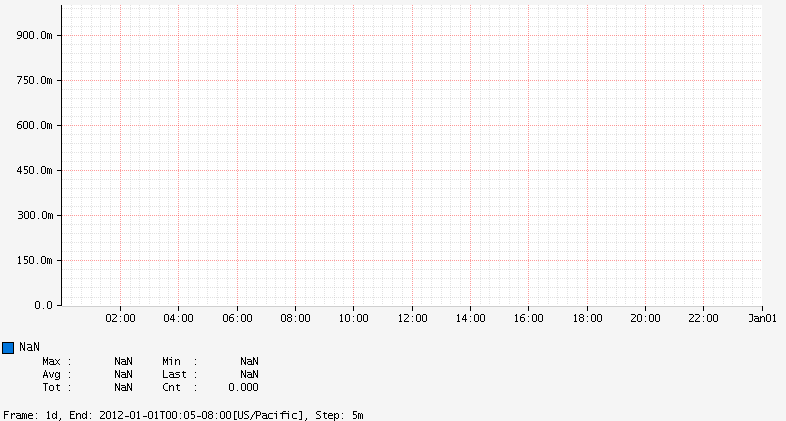 900.0m
750.0m
600.0m
450.0m
300.0m
150.0m
0.0
02:00 04:00 06:00 08:00 10:00 12:00 14:00 16:00 18:00 20:00 22:00 Jan01
NaN
Max : NaN Min : NaN
Avg : NaN Last : NaN
Tot : NaN Cnt : 0.000
Frame: 1d, End: 2012-01-01T00:05-08:00[US/Pacific], Step: 5m